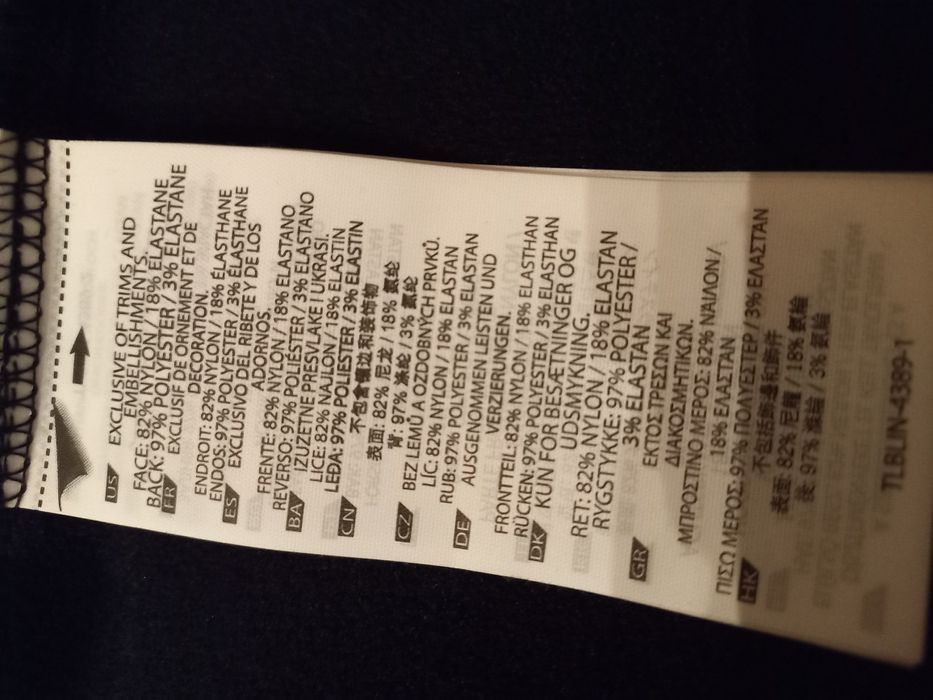 US EXCLUSIVE OF TRIMS AND
EMBELLISHMENTS.
FACE: 82% NYLON / 18% ELASTANE
BACK: 97% POLYESTER / 3% ELASTANE
FR EXCLUSIF DE ORNEMENT ET DE
DECORATION.
ENDROIT: 82% NYLON / 18% ÉLASTHANE
ENDOS: 97% POLYESTER / 3% ÉLASTHANE
ES EXCLUSIVO DEL RIBETE Y DE LOS
ADORNOS.
FRENTE: 82% NYLON / 18% ELASTANO
REVERSO: 97% POLIÉSTER / 3% ELASTANO
BA IZUZETNE PRESVLAKE I UKRASI.
LICE: 82% NAJLON / 18% ELASTIN
LEĐA: 97% POLIESTER / 3% ELASTIN
CN 不包含镶边和装饰物
表面: 82% 尼龙 / 18% 氨纶
背: 97% 涤纶 / 3% 氨纶
CZ BEZ LEMŮ A OZDOBNÝCH PRVKŮ.
LÍC: 82% NYLON / 18% ELASTAN
RUB: 97% POLYESTER / 3% ELASTAN
DE AUSGENOMMEN LEISTEN UND
VERZIERUNGEN.
FRONTTEIL: 82% NYLON / 18% ELASTHAN
RÜCKEN: 97% POLYESTER / 3% ELASTHAN
DK KUN FOR BESÆTNINGER OG
UDSMYKNING.
RET: 82% NYLON / 18% ELASTAN
RYGSTYKKE: 97% POLYESTER /
3% ELASTAN
GR ΕΚΤΟΣ ΤΡΕΣΩΝ ΚΑΙ
ΔΙΑΚΟΣΜΗΤΙΚΩΝ.
ΜΠΡΟΣΤΙΝΟ ΜΕΡΟΣ: 82% ΝΑΙΛΟΝ /
18% ΕΛΑΣΤΑΝ
ΠΙΣΩ ΜΕΡΟΣ: 97% ΠΟΛΥΕΣΤΕΡ / 3% ΕΛΑΣΤΑΝ
HK 不包括飾邊和飾件
表面: 82% 尼龍 / 18% 氨綸
後: 97% 滌綸 / 3% 氨綸
TLBLIN-4389-1